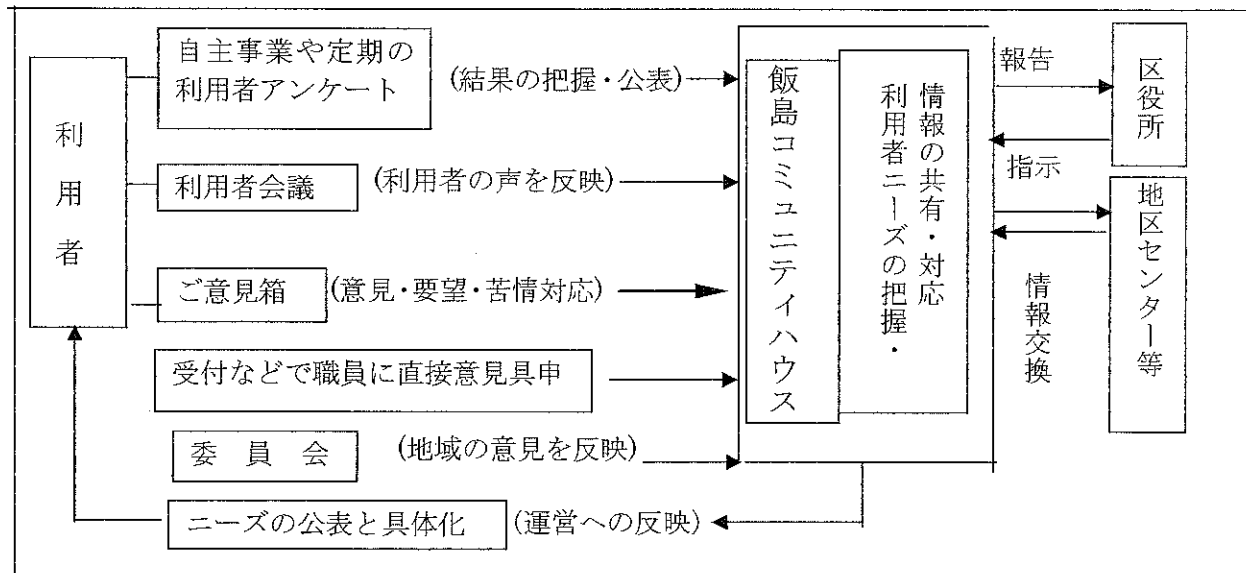 利用者
自主事業や定期の
利用者アンケート
(結果の把握・公表)
利用者会議
(利用者の声を反映)
ご意見箱
(意見・要望・苦情対応)
受付などで職員に直接意見具申
委 員 会
(地域の意見を反映)
ニーズの公表と具体化
(運営への反映)
飯島コミュニティハウス
利用者ニーズの把握・
情報の共有・対応
報告
指示
区役所
情報交換
地区センター等